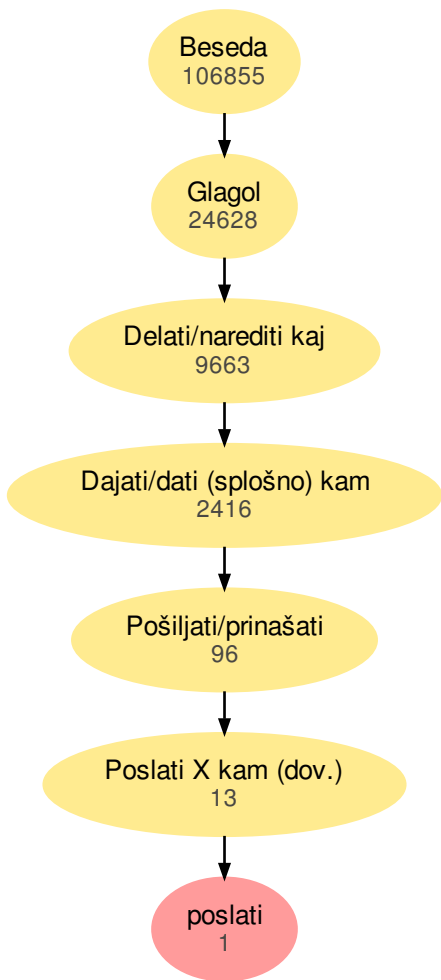 Beseda
106855
Glagol
24628
Delati/narediti kaj
9663
Dajati/dati (splošno) kam
2416
Pošiljati/prinašati
96
Poslati X kam (dov.)
13
poslati
1